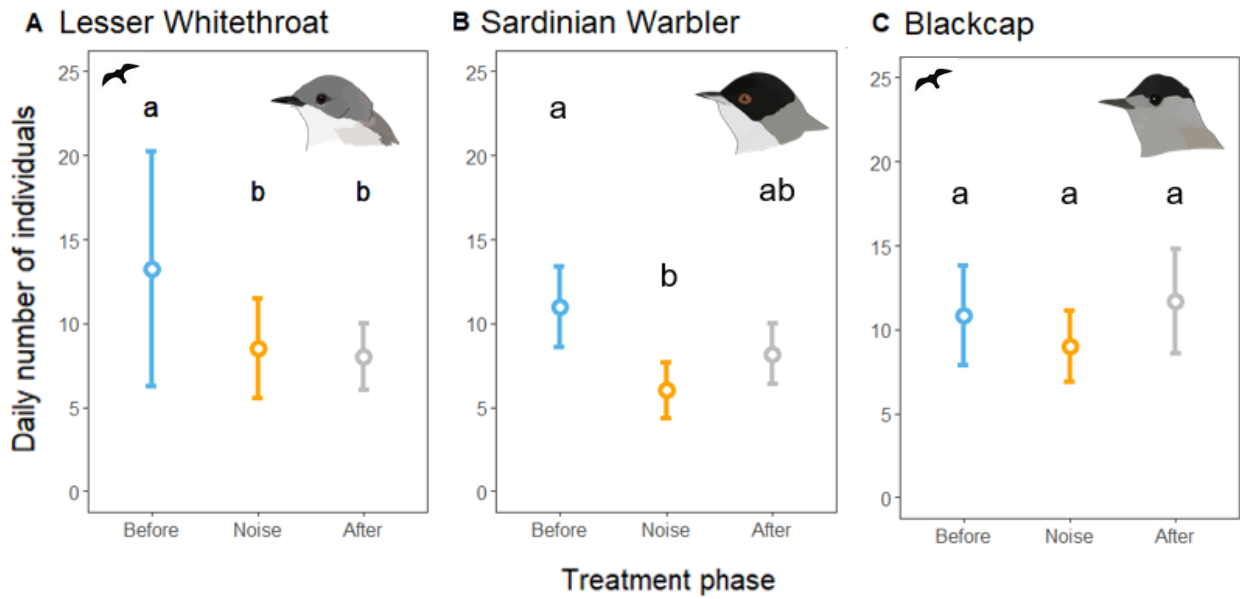 A Lesser Whitethroat
B Sardinian Warbler
C Blackcap
Daily number of individuals
25
20
15
10
5
0
a
b
b
Before
Noise
After
25
20
15
10
5
0
a
b
ab
Before
Noise
After
25
20
15
10
5
0
a
a
a
Before
Noise
After
Treatment phase